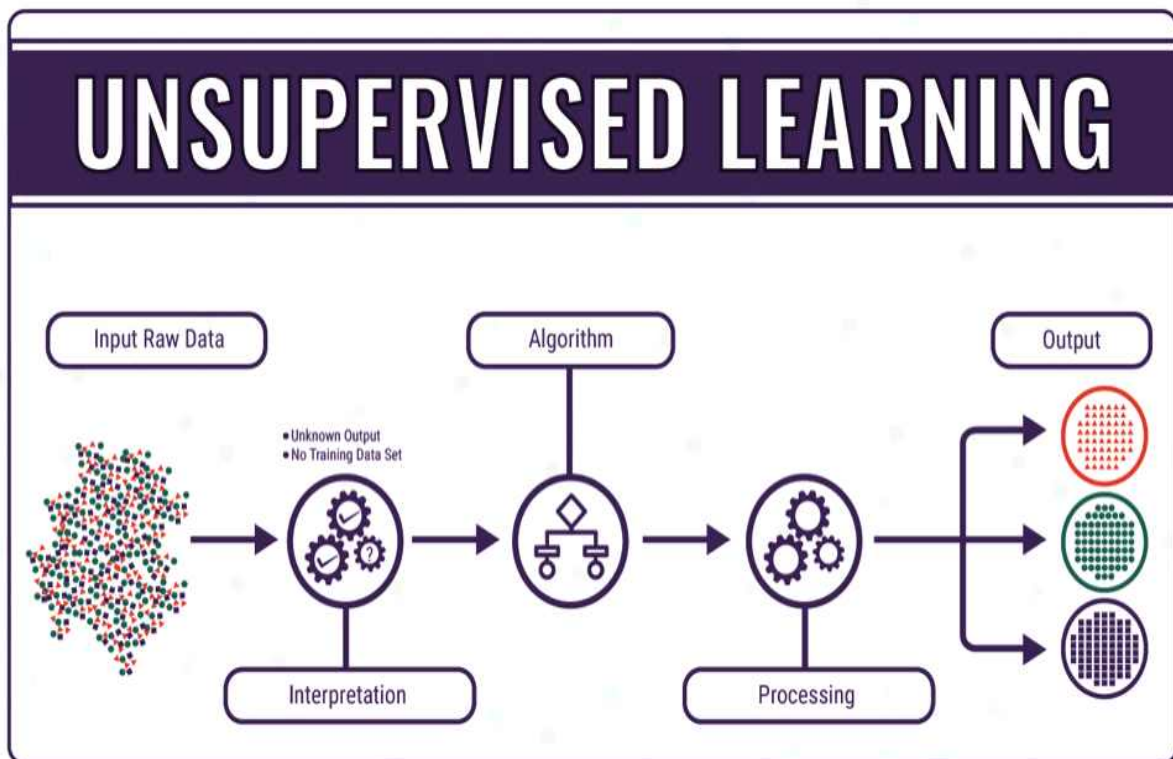 UNSUPERVISED LEARNING
Input Raw Data
Algorithm
Output
• Unknown Output
• No Training Data Set
?
Interpretation
Processing